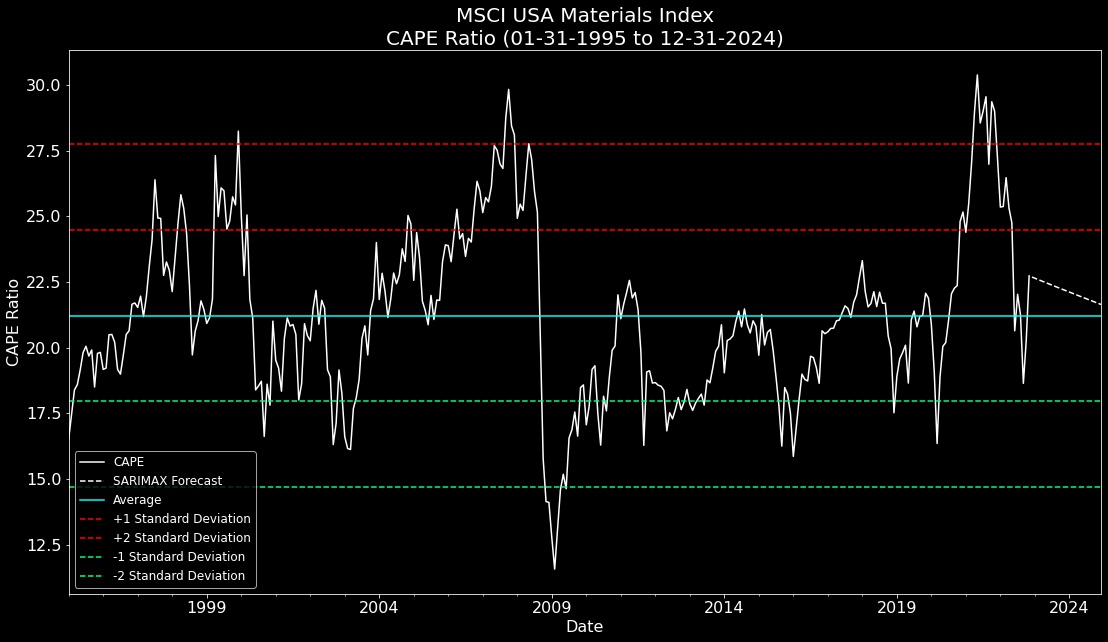 MSCI USA Materials Index
CAPE Ratio (01-31-1995 to 12-31-2024)
30.0
27.5
25.0
22.5
20.0
17.5
15.0
12.5
CAPE Ratio
CAPE
SARIMAX Forecast
Average
+1 Standard Deviation
+2 Standard Deviation
-1 Standard Deviation
-2 Standard Deviation
1999
2004
2009
2014
2019
2024
Date